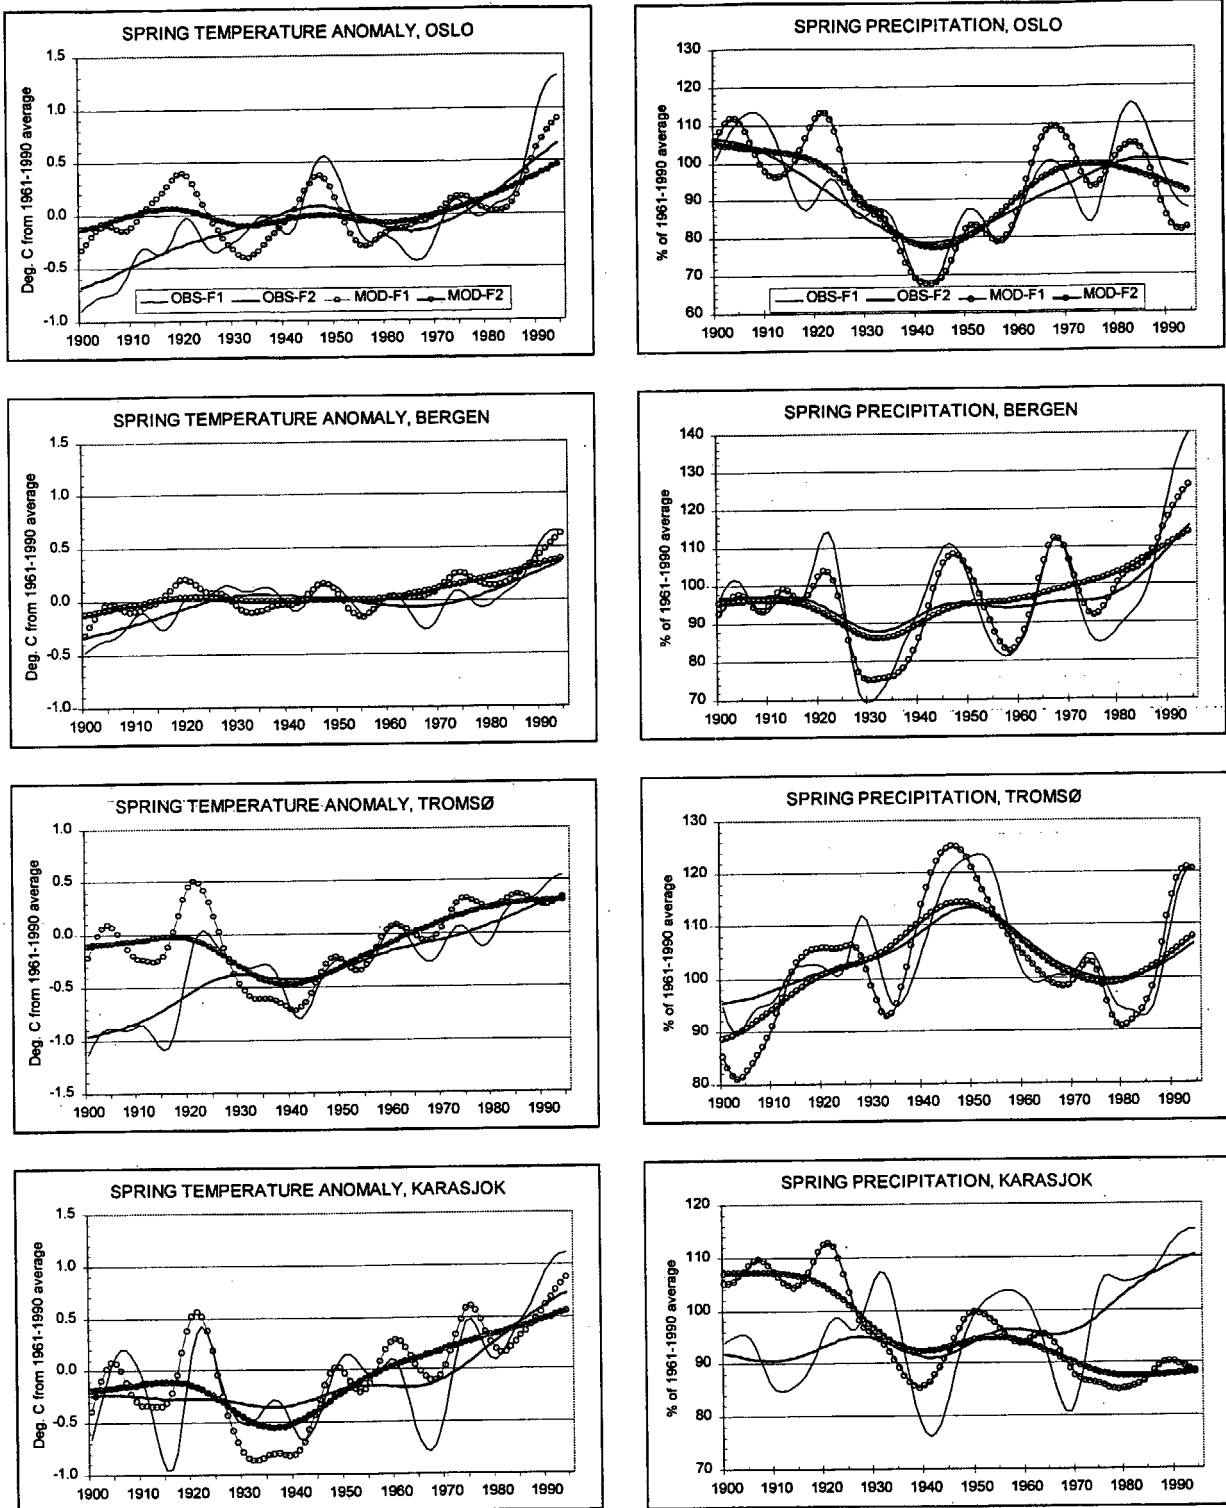 SPRING TEMPERATURE ANOMALY, OSLO
Deg. C from 1961-1990 average
1.5
1.0
0.5
0.0
-0.5
-1.0
OBS-F1 OBS-F2 MOD-F1 MOD-F2
1900 1910 1920 1930 1940 1950 1960 1970 1980 1990
SPRING PRECIPITATION, OSLO
% of 1961-1990 average
130
120
110
100
90
80
70
60
OBS-F1 OBS-F2 MOD-F1 MOD-F2
1900 1910 1920 1930 1940 1950 1960 1970 1980 1990
SPRING TEMPERATURE ANOMALY, BERGEN
Deg. C from 1961-1990 average
1.5
1.0
0.5
0.0
-0.5
-1.0
1900 1910 1920 1930 1940 1950 1960 1970 1980 1990
SPRING PRECIPITATION, BERGEN
% of 1961-1990 average
140
130
120
110
100
90
80
70
1900 1910 1920 1930 1940 1950 1960 1970 1980 1990
SPRING TEMPERATURE ANOMALY, TROMSØ
Deg. C from 1961-1990 average
1.0
0.5
0.0
-0.5
-1.0
-1.5
1900 1910 1920 1930 1940 1950 1960 1970 1980 1990
SPRING PRECIPITATION, TROMSØ
% of 1961-1990 average
130
120
110
100
90
80
1900 1910 1920 1930 1940 1950 1960 1970 1980 1990
SPRING TEMPERATURE ANOMALY, KARASJOK
Deg. C from 1961-1990 average
1.5
1.0
0.5
0.0
-0.5
-1.0
1900 1910 1920 1930 1940 1950 1960 1970 1980 1990
SPRING PRECIPITATION, KARASJOK
% of 1961-1990 average
120
110
100
90
80
70
1900 1910 1920 1930 1940 1950 1960 1970 1980 1990